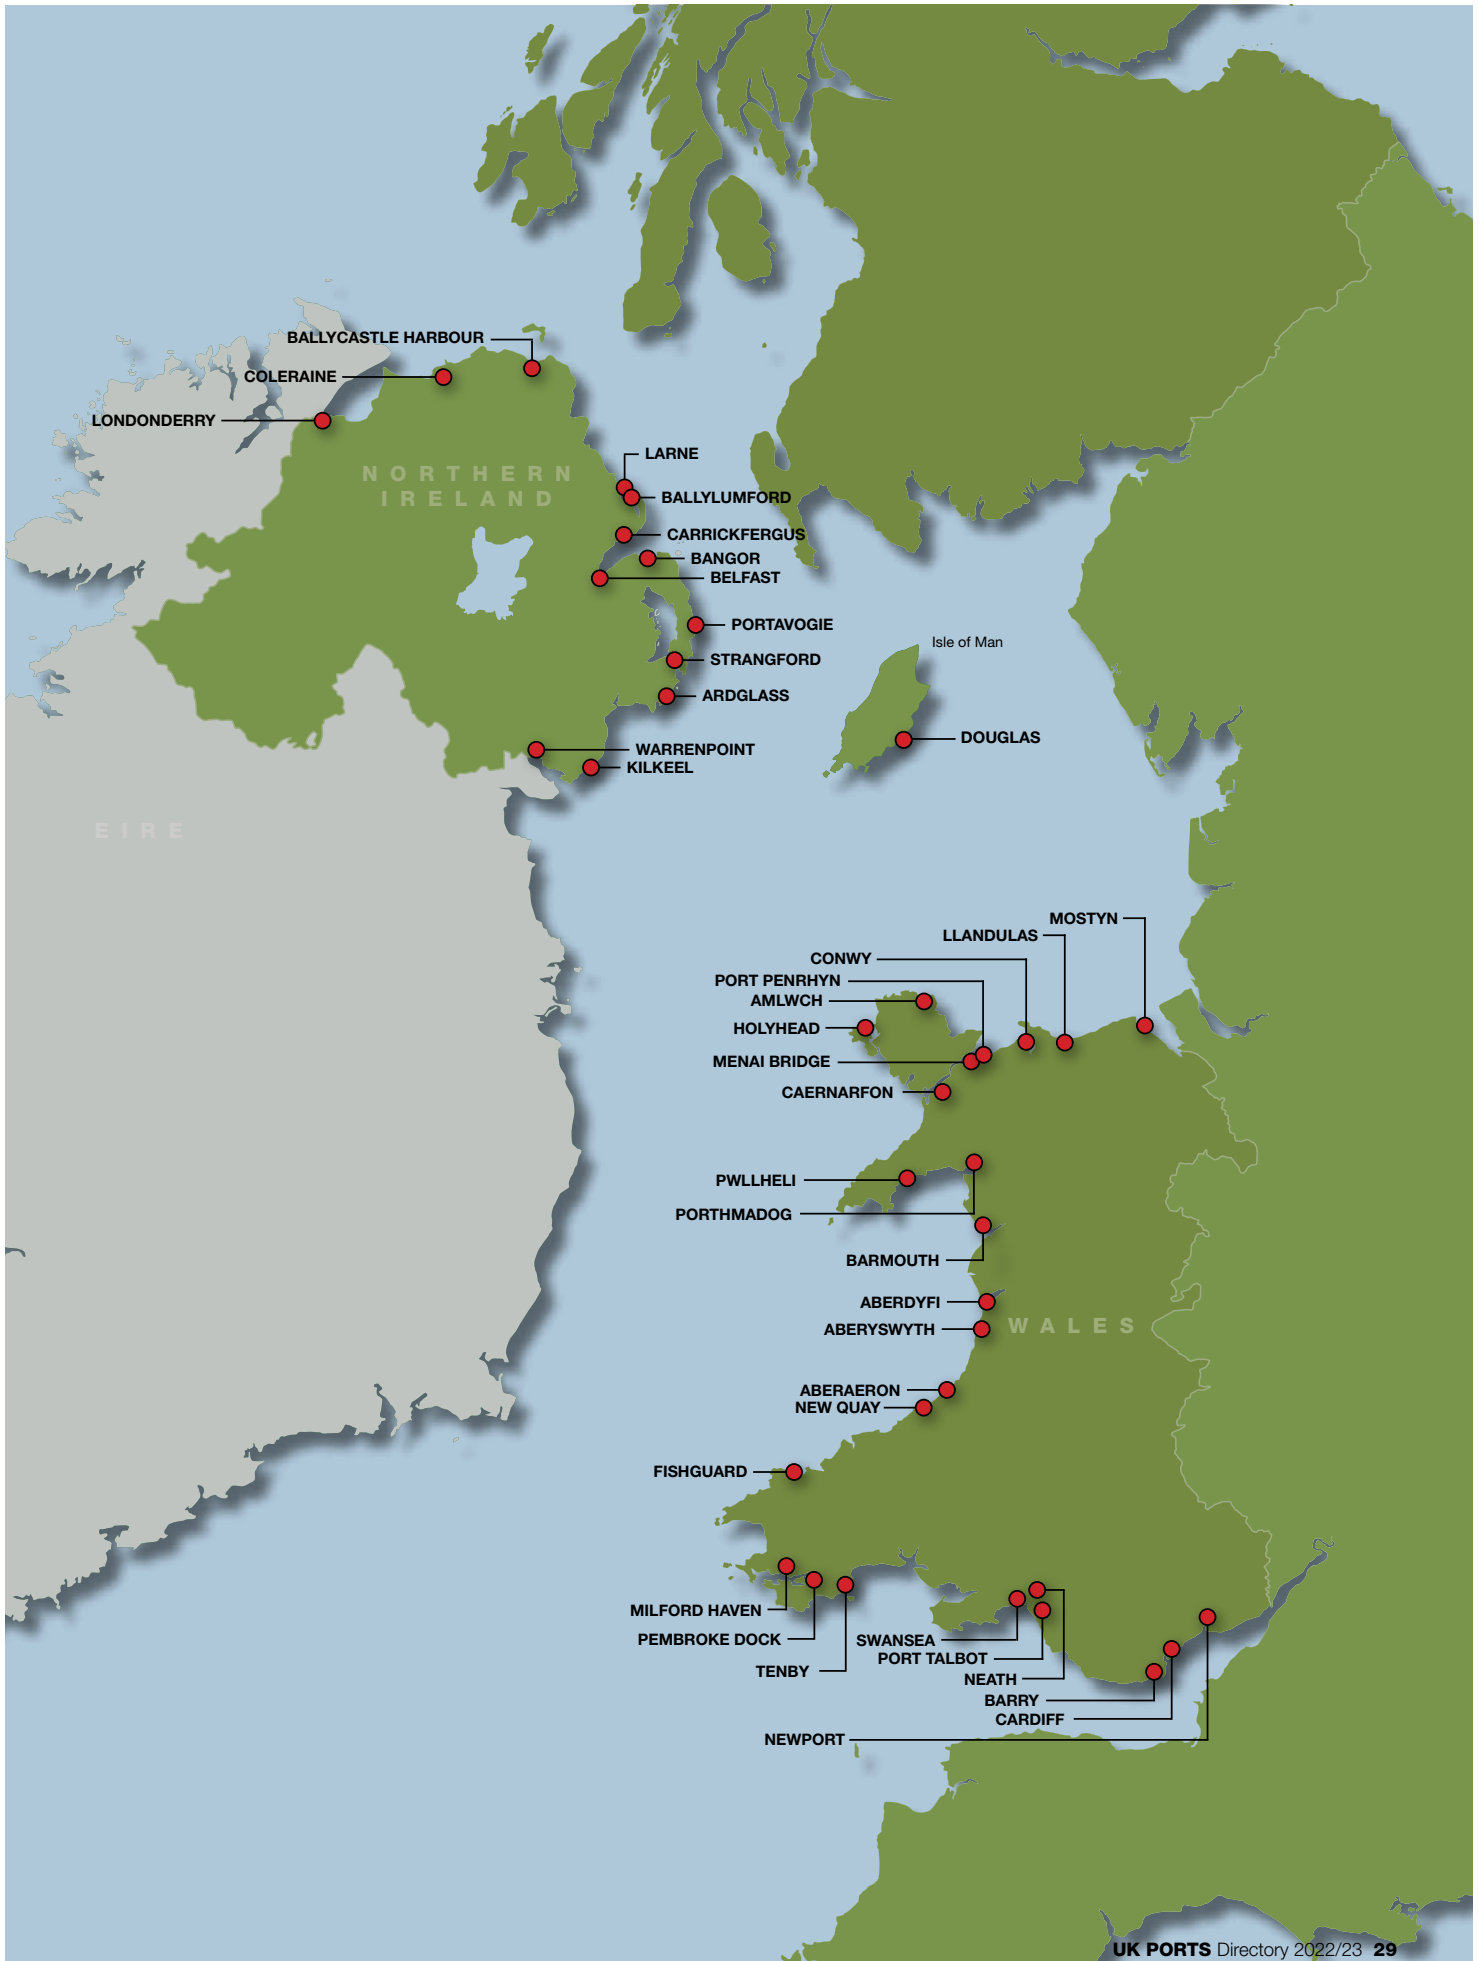 BALLYCASTLE HARBOUR
COLERAINE
LONDONDERRY
LARNE
NORTHERN
IRELAND
BALLYLUMFORD
CARRICKFERGUS
BANGOR
BELFAST
PORTAVOGIE
Isle of Man
STRANGFORD
ARDGLASS
DOUGLAS
WARRENPOINT
KILKEEL
EIRE
MOSTYN
LLANDULAS
CONWY
PORT PENRHYN
AMLWCH
HOLYHEAD
MENAI BRIDGE
CAERNARFON
PWLLHELI
PORTHMADOG
BARMOUTH
ABERDYFI
ABERYSWYTH
WALES
ABERAERON
NEW QUAY
FISHGUARD
MILFORD HAVEN
PEMBROKE DOCK
SWANSEA
PORT TALBOT
TENBY
NEATH
BARRY
CARDIFF
NEWPORT
UK PORTS Directory 2022/23 29